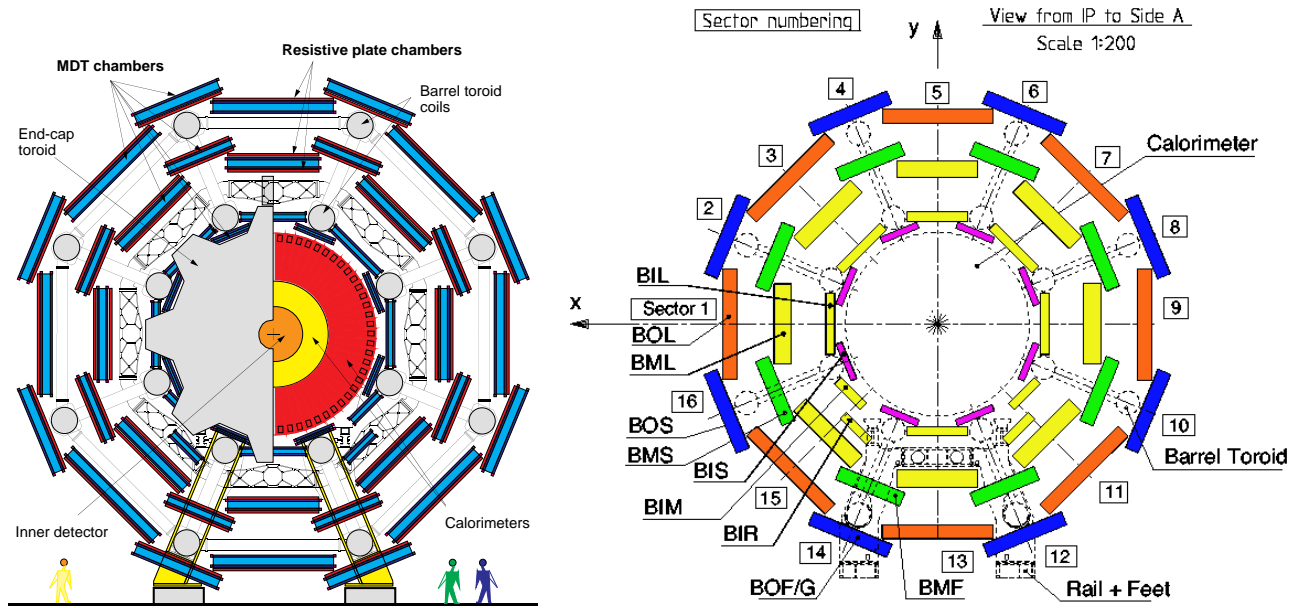 Resistive plate chambers
MDT chambers
Barrel toroid
coils
End-cap
toroid
Inner detector
Calorimeters
Sector numbering
y
View from IP to Side A
Scale 1:200
4
5
6
3
7
Calorimeter
2
8
BIL
x
Sector 1
9
BOL
BML
16
10
BOS
BMS
Barrel Toroid
BIS
15
11
BIM
BIR
14
13
12
BOF/G
BMF
Rail + Feet